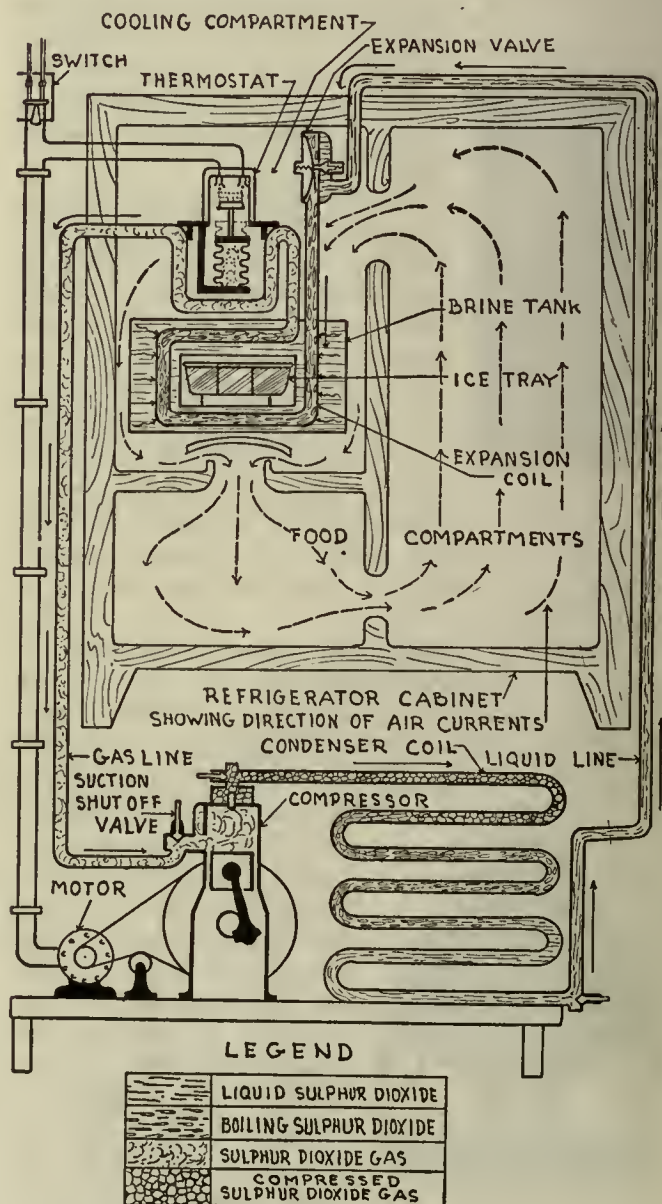 COOLING COMPARTMENT
EXPANSION VALVE
SWITCH
THERMOSTAT
BRINE TANK
ICE TRAY
EXPANSION
COIL
FOOD
COMPARTMENTS
REFRIGERATOR CABINET
SHOWING DIRECTION OF AIR CURRENTS
CONDENSER COIL
LIQUID LINE
GAS LINE
SUCTION
SHUT OFF
VALVE
COMPRESSOR
MOTOR
LEGEND
LIQUID SULPHUR DIOXIDE
BOILING SULPHUR DIOXIDE
SULPHUR DIOXIDE GAS
COMPRESSED
SULPHUR DIOXIDE GAS